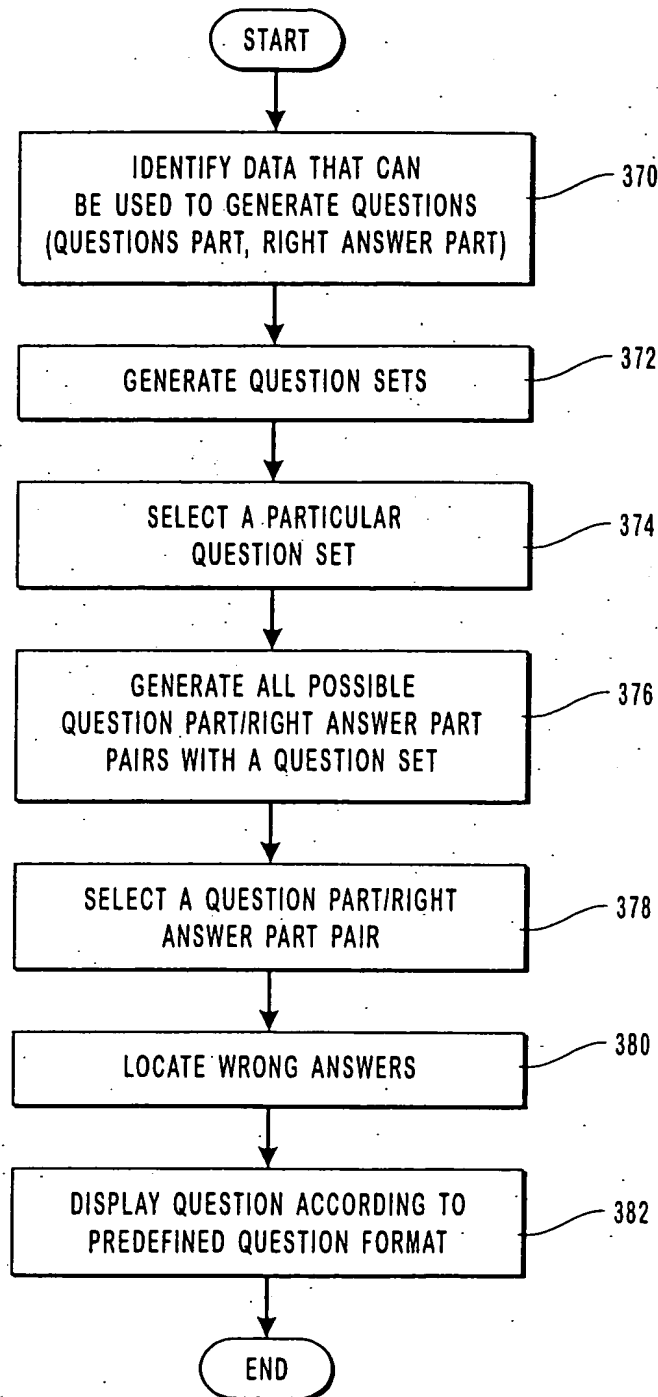 START
IDENTIFY DATA THAT CAN
BE USED TO GENERATE QUESTIONS
(QUESTIONS PART, RIGHT ANSWER PART)
370
GENERATE QUESTION SETS
372
SELECT A PARTICULAR
QUESTION SET
374
GENERATE ALL POSSIBLE
QUESTION PART/RIGHT ANSWER PART
PAIRS WITH A QUESTION SET
376
SELECT A QUESTION PART/RIGHT
ANSWER PART PAIR
378
LOCATE WRONG ANSWERS
380
DISPLAY QUESTION ACCORDING TO
PREDEFINED QUESTION FORMAT
382
END